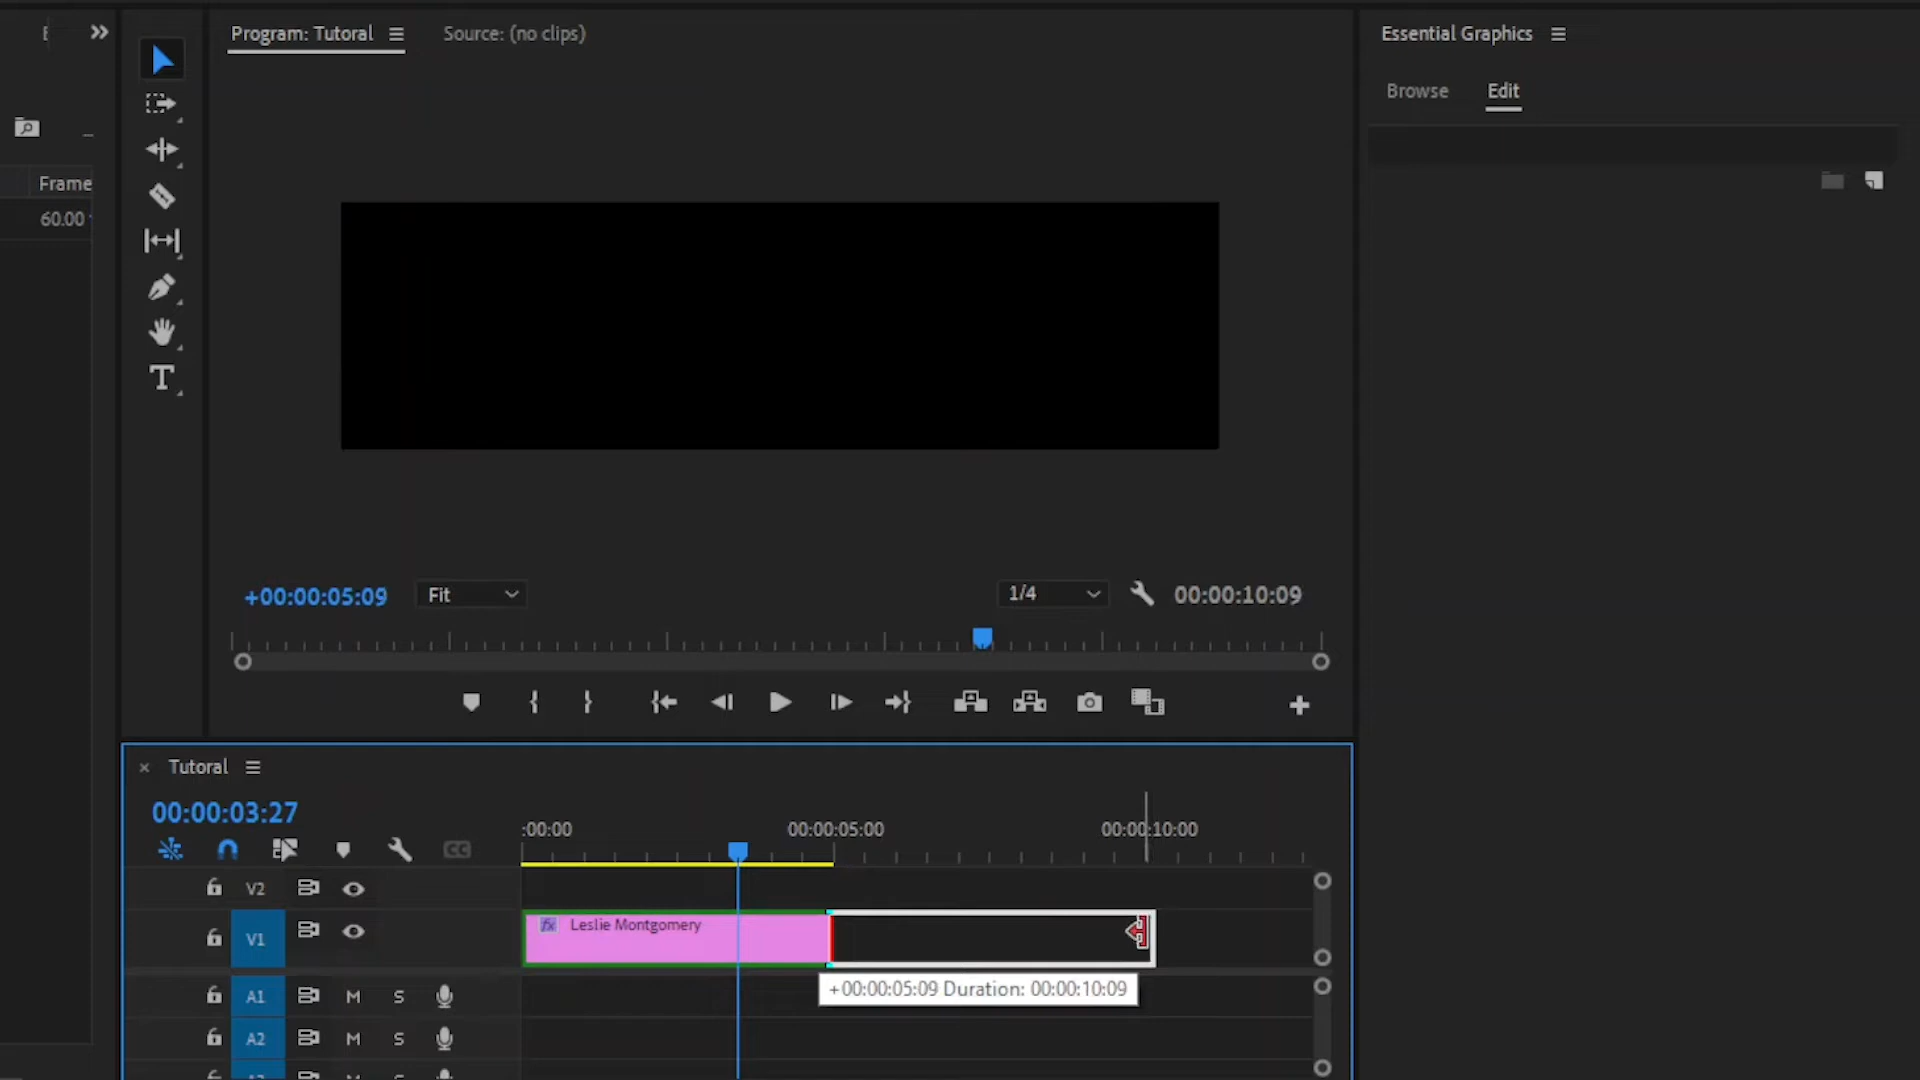 Program: Tutoral
Source: (no clips)
Essential Graphics
Browse
Edit
Frame
60.00
T
+00:00:05:09
Fit
1/4
00:00:10:09
Tutoral
00:00:03:27
:00:00
00:00:05:00
00:00:10:00
CC
V2
V1
fx Leslie Montgomery
+00:00:05:09 Duration: 00:00:10:09
A1
M
S
A2
M
S